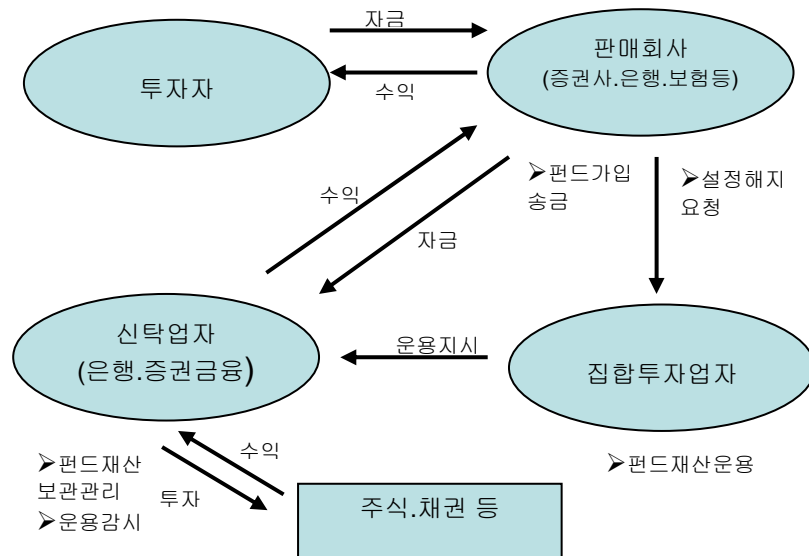 자금
판매회사
(증권사.은행.보험등)
투자자
수익
수익
➢펀드가입
송금
➢설정해지
요청
자금
신탁업자
(은행.증권금융)
운용지시
집합투자업자
수익
➢펀드재산
보관관리
➢운용감시
투자
➢펀드재산운용
주식.채권 등